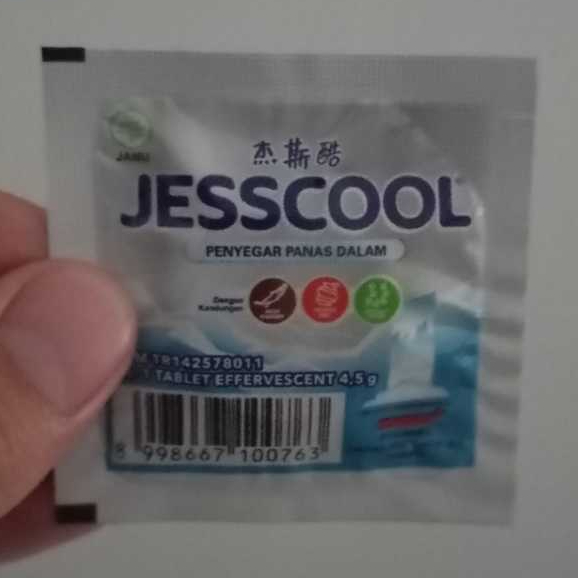 JAMU
杰斯酷
JESSCOOL
PENYEGAR PANAS DALAM
Dengan
Kandungan
TR142578011
1 TABLET EFFERVESCENT 4,5 g
8 998667 100763